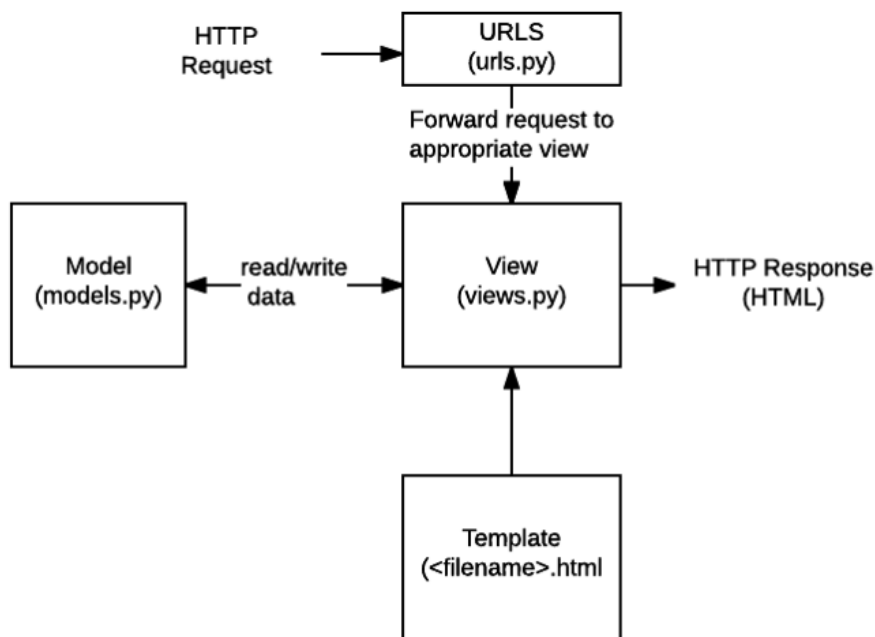 HTTP
Request
URLS
(urls.py)
Forward request to
appropriate view
Model
(models.py)
read/write
data
View
(views.py)
HTTP Response
(HTML)
Template
(<filename>.html